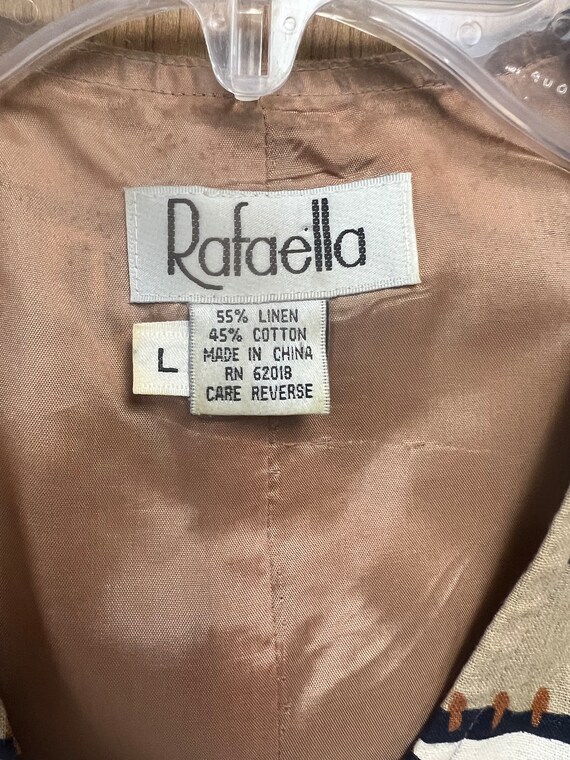 Rafaella
55% LINEN
45% COTTON
MADE IN CHINA
RN 62018
CARE REVERSE
L